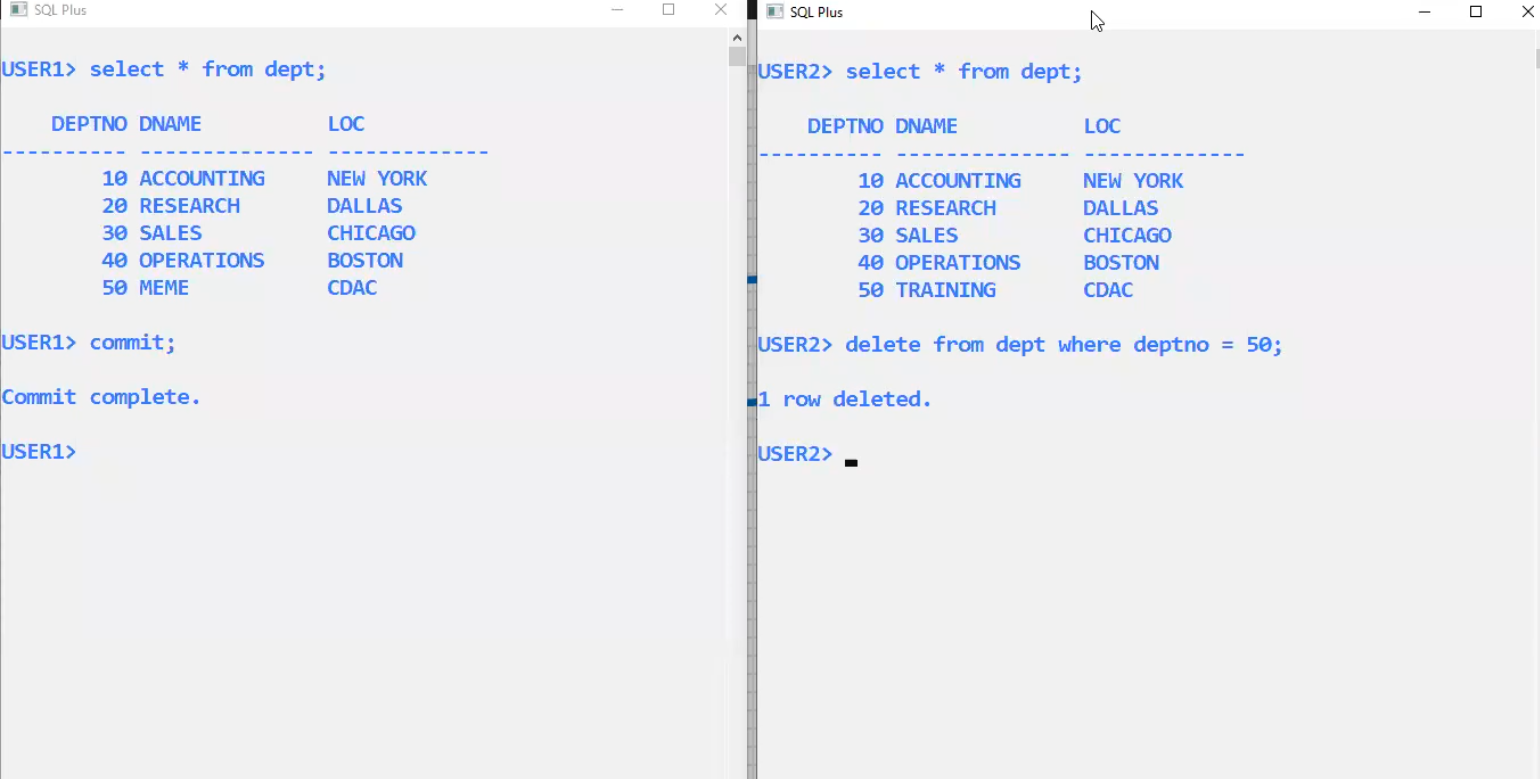 SQL Plus
USER1> select * from dept;
    DEPTNO DNAME          LOC
---------- -------------- -------------
        10 ACCOUNTING     NEW YORK
        20 RESEARCH       DALLAS
        30 SALES          CHICAGO
        40 OPERATIONS     BOSTON
        50 MEME           CDAC
USER1> commit;
Commit complete.
USER1>
SQL Plus
USER2> select * from dept;
    DEPTNO DNAME          LOC
---------- -------------- -------------
        10 ACCOUNTING     NEW YORK
        20 RESEARCH       DALLAS
        30 SALES          CHICAGO
        40 OPERATIONS     BOSTON
        50 TRAINING       CDAC
USER2> delete from dept where deptno = 50;
1 row deleted.
USER2>